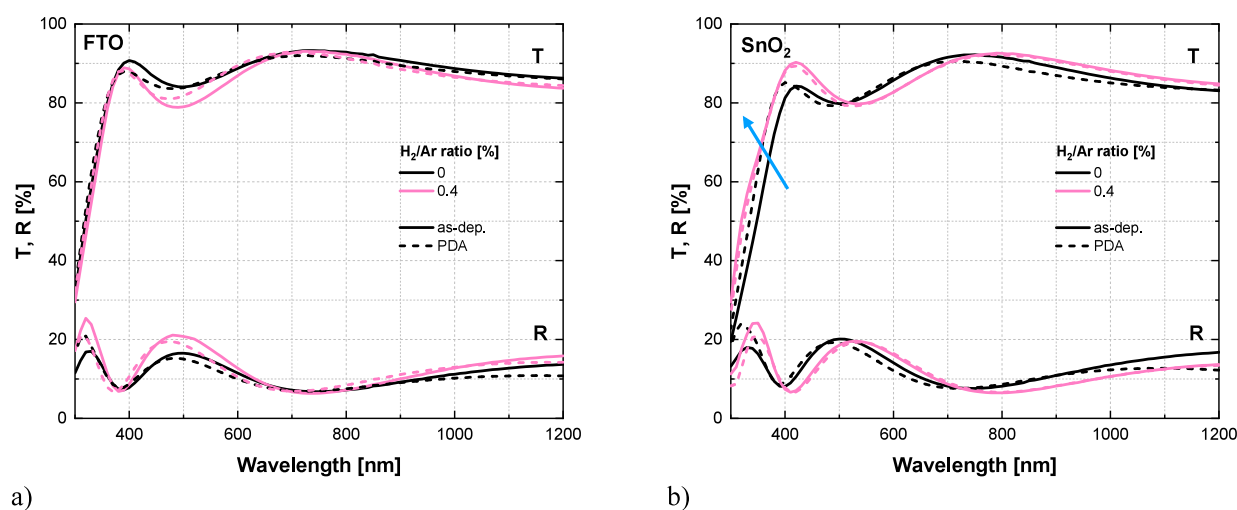 FTO
T
H2/Ar ratio [%]
0
0.4
as-dep.
PDA
R
T, R [%]
100
80
60
40
20
0
400
600
800
1000
1200
Wavelength [nm]
a)
SnO2
T
H2/Ar ratio [%]
0
0.4
as-dep.
PDA
R
T, R [%]
100
80
60
40
20
0
400
600
800
1000
1200
Wavelength [nm]
b)